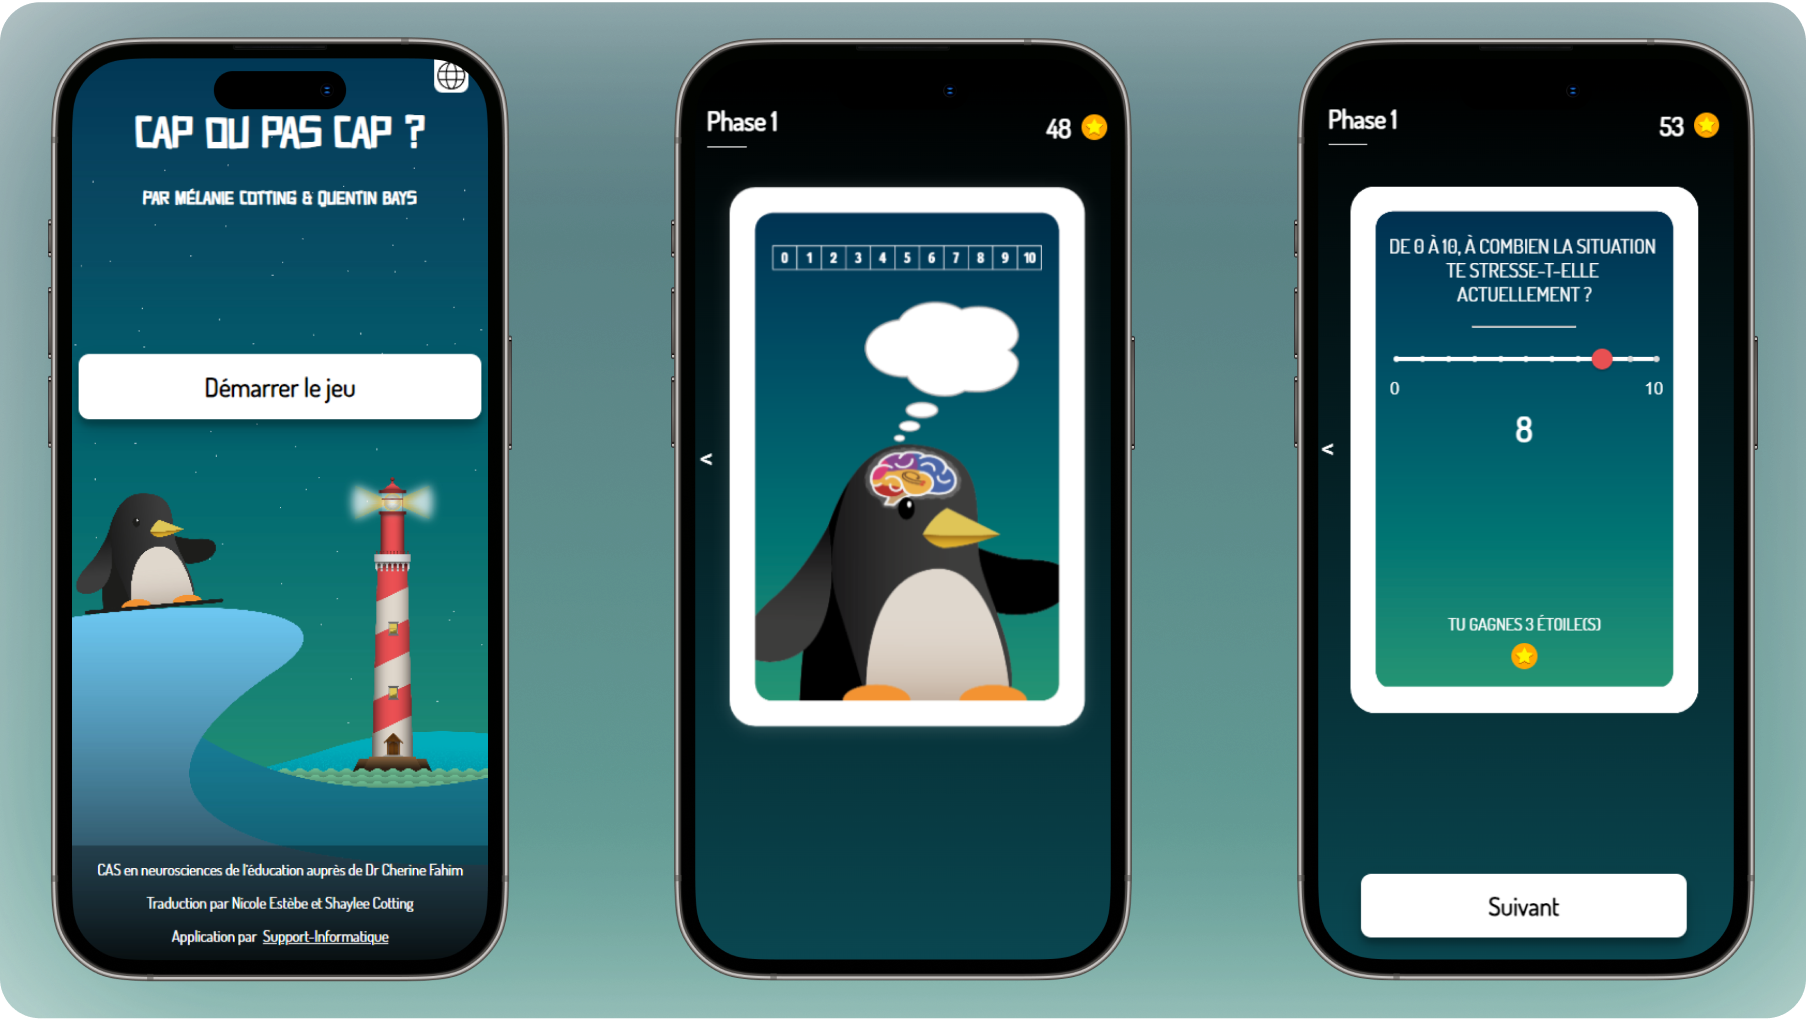 CAP OU PAS CAP ?
PAR MÉLANIE COTTING & QUENTIN BAYS
Démarrer le jeu
CAS en neurosciences de l'éducation auprès de Dr Cherine Fahim
Traduction par Nicole Estèbe et Shaylee Cotting
Application par Support-Informatique
Phase 1
48
0 1 2 3 4 5 6 7 8 9 10
<
Phase 1
53
DE 0 À 10, À COMBIEN LA SITUATION
TE STRESSE-T-ELLE
ACTUELLEMENT ?
0 10
8
<
TU GAGNES 3 ÉTOILE(S)
Suivant